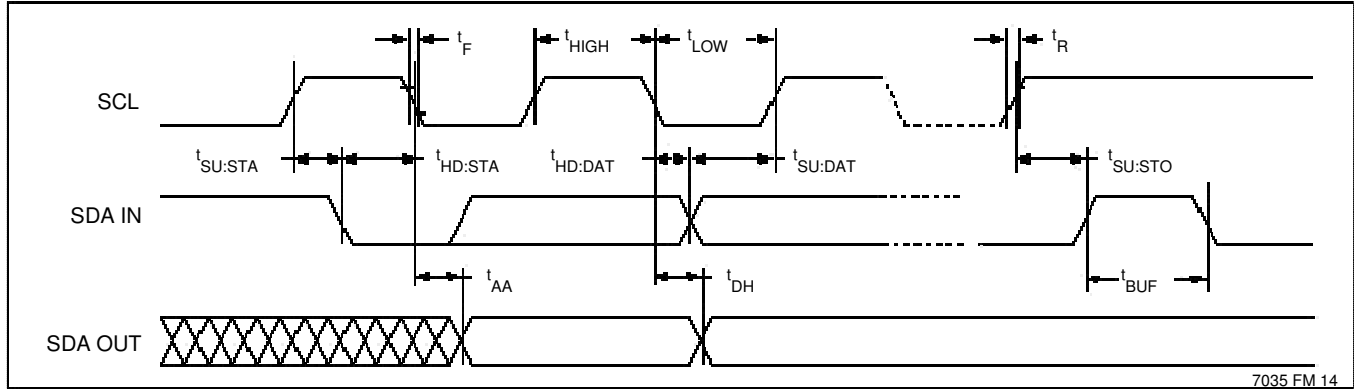 tF
tHIGH
tLOW
tR
SCL
tSU:STA
tHD:STA
tHD:DAT
tSU:DAT
tSU:STO
SDA IN
tAA
tDH
tBUF
SDA OUT
7035 FM 14